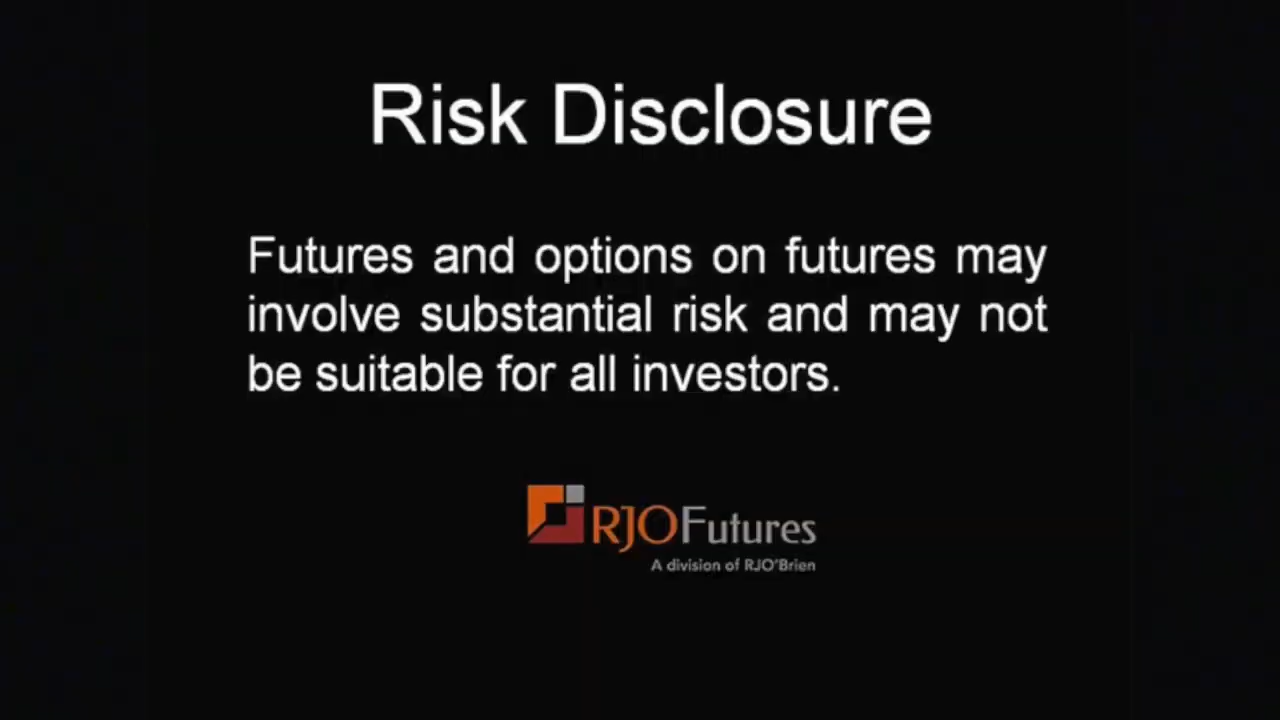 Risk Disclosure
Futures and options on futures may
involve substantial risk and may not
be suitable for all investors.
RJOFutures
A division of RJO'Brien